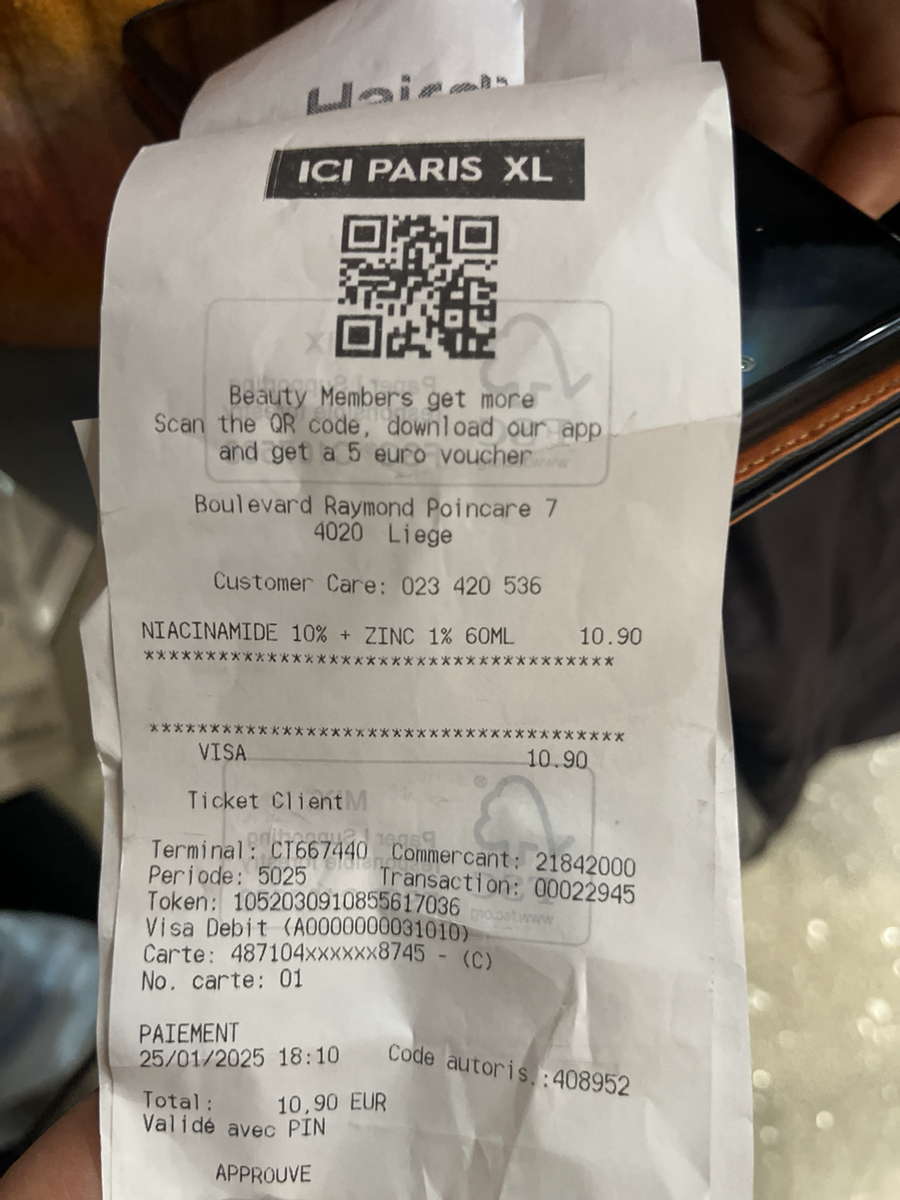 ICI PARIS XL
Beauty Members get more
Scan the QR code, download our app
and get a 5 euro voucher
Boulevard Raymond Poincare 7
4020 Liege
Customer Care: 023 420 536
NIACINAMIDE 10% + ZINC 1% 60ML 10.90
*************************************
*************************************
VISA 10.90
Ticket Client
Terminal: CT667440 Commercant: 21842000
Periode: 5025 Transaction: 00022945
Token: 1052030910855617036
Visa Debit (A0000000031010)
Carte: 487104xxxxxx8745 - (C)
No. carte: 01
PAIEMENT
25/01/2025 18:10 Code autoris.:408952
Total: 10,90 EUR
Validé avec PIN
APPROUVE